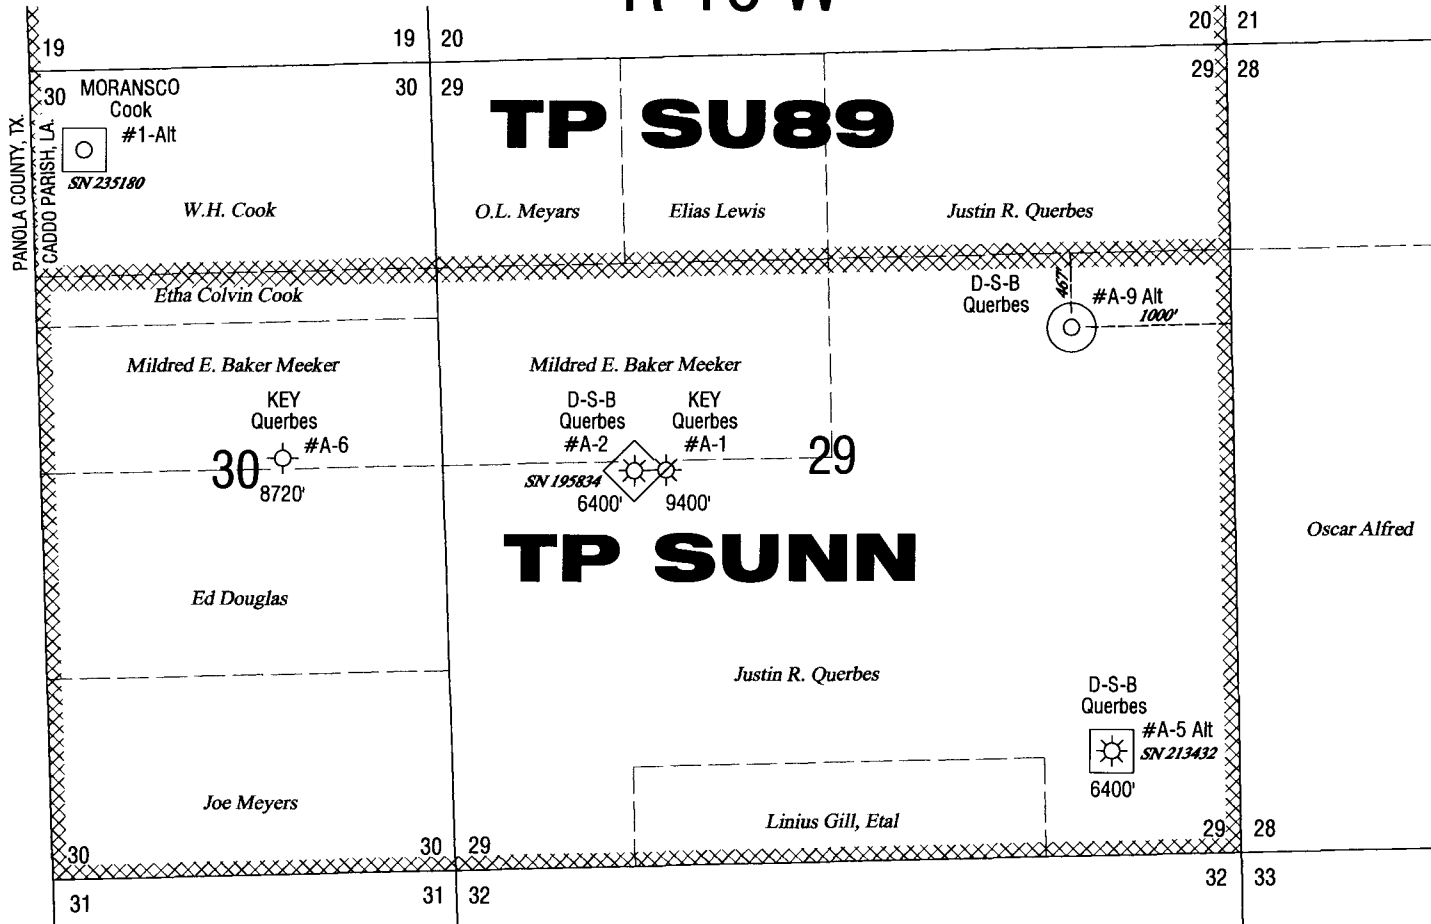 19
19
20
20
21
30
MORANSCO
Cook
#1-Alt
SN 235180
30
29
29
28
TP SU89
PANOLA COUNTY, TX.
CADDO PARISH, LA.
W.H. Cook
O.L. Meyars
Elias Lewis
Justin R. Querbes
Etha Colvin Cook
D-S-B
Querbes
467'
#A-9 Alt
1000'
Mildred E. Baker Meeker
Mildred E. Baker Meeker
KEY
Querbes
#A-6
30
8720'
D-S-B
Querbes
#A-2
SN 195834
6400'
KEY
Querbes
#A-1
9400'
29
TP SUNN
Oscar Alfred
Ed Douglas
Justin R. Querbes
D-S-B
Querbes
#A-5 Alt
SN 213432
6400'
Joe Meyers
Linius Gill, Etal
30
30
29
29
28
31
31
32
32
33